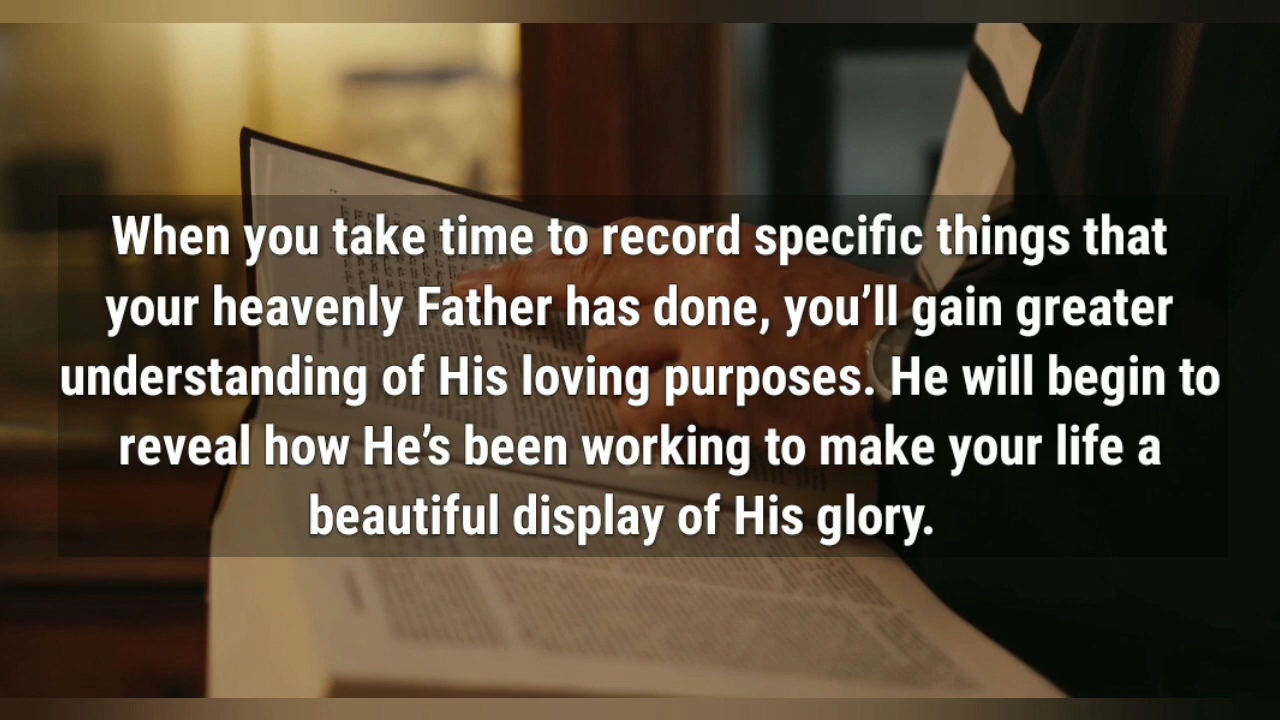 When you take time to record specific things that
your heavenly Father has done, you’ll gain greater
understanding of His loving purposes. He will begin to
reveal how He’s been working to make your life a
beautiful display of His glory.